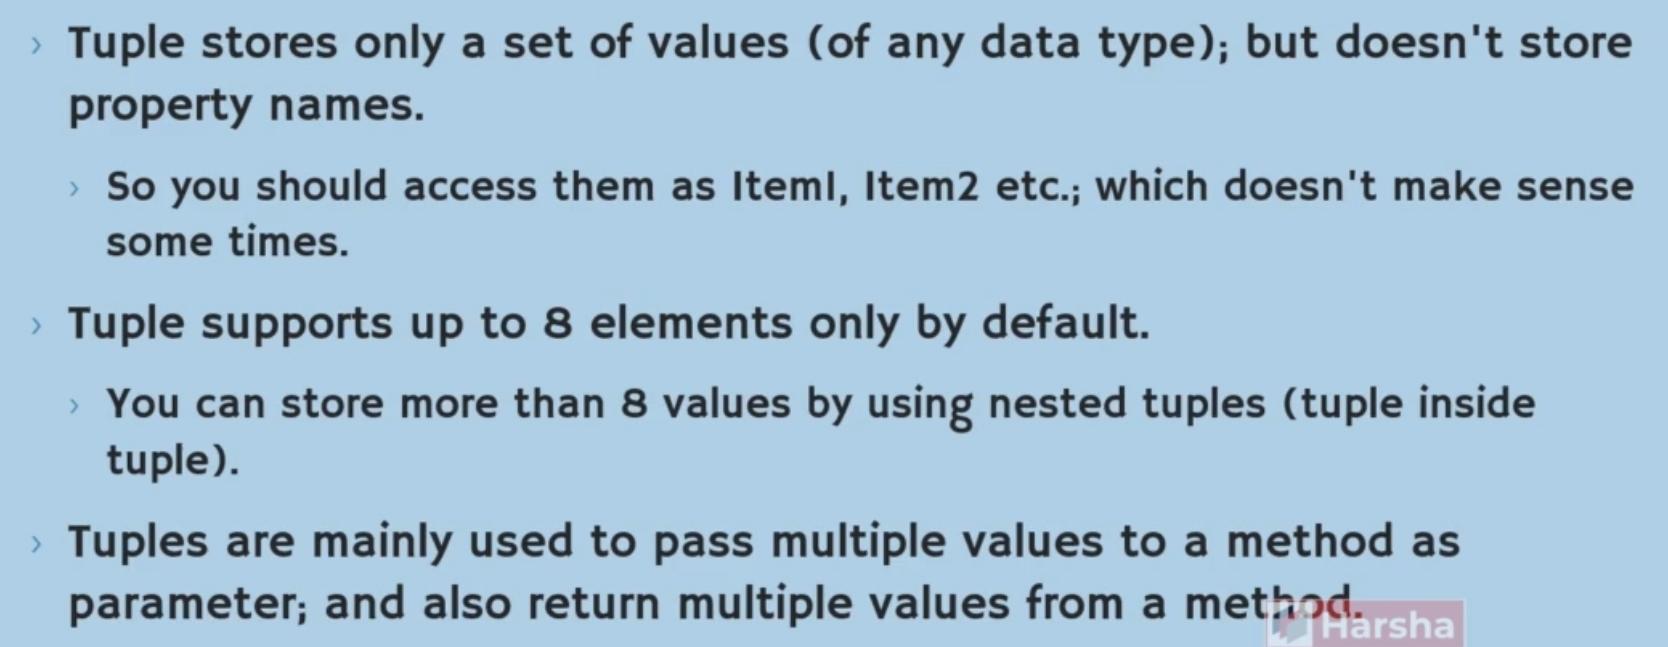 › Tuple stores only a set of values (of any data type); but doesn't store
property names.
› So you should access them as Item1, Item2 etc.; which doesn't make sense
some times.
› Tuple supports up to 8 elements only by default.
› You can store more than 8 values by using nested tuples (tuple inside
tuple).
› Tuples are mainly used to pass multiple values to a method as
parameter; and also return multiple values from a method.
Harsha